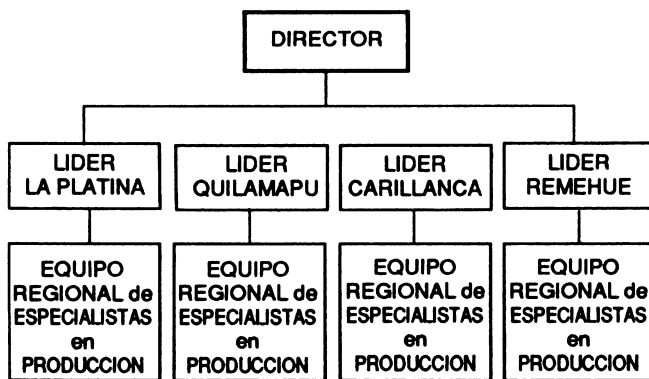 DIRECTOR
LIDER
LA PLATINA
LIDER
QUILAMAPU
LIDER
CARILLANCA
LIDER
REMEHUE
EQUIPO
REGIONAL de
ESPECIALISTAS
en
PRODUCCION
EQUIPO
REGIONAL de
ESPECIALISTAS
en
PRODUCCION
EQUIPO
REGIONAL de
ESPECIALISTAS
en
PRODUCCION
EQUIPO
REGIONAL de
ESPECIALISTAS
en
PRODUCCION